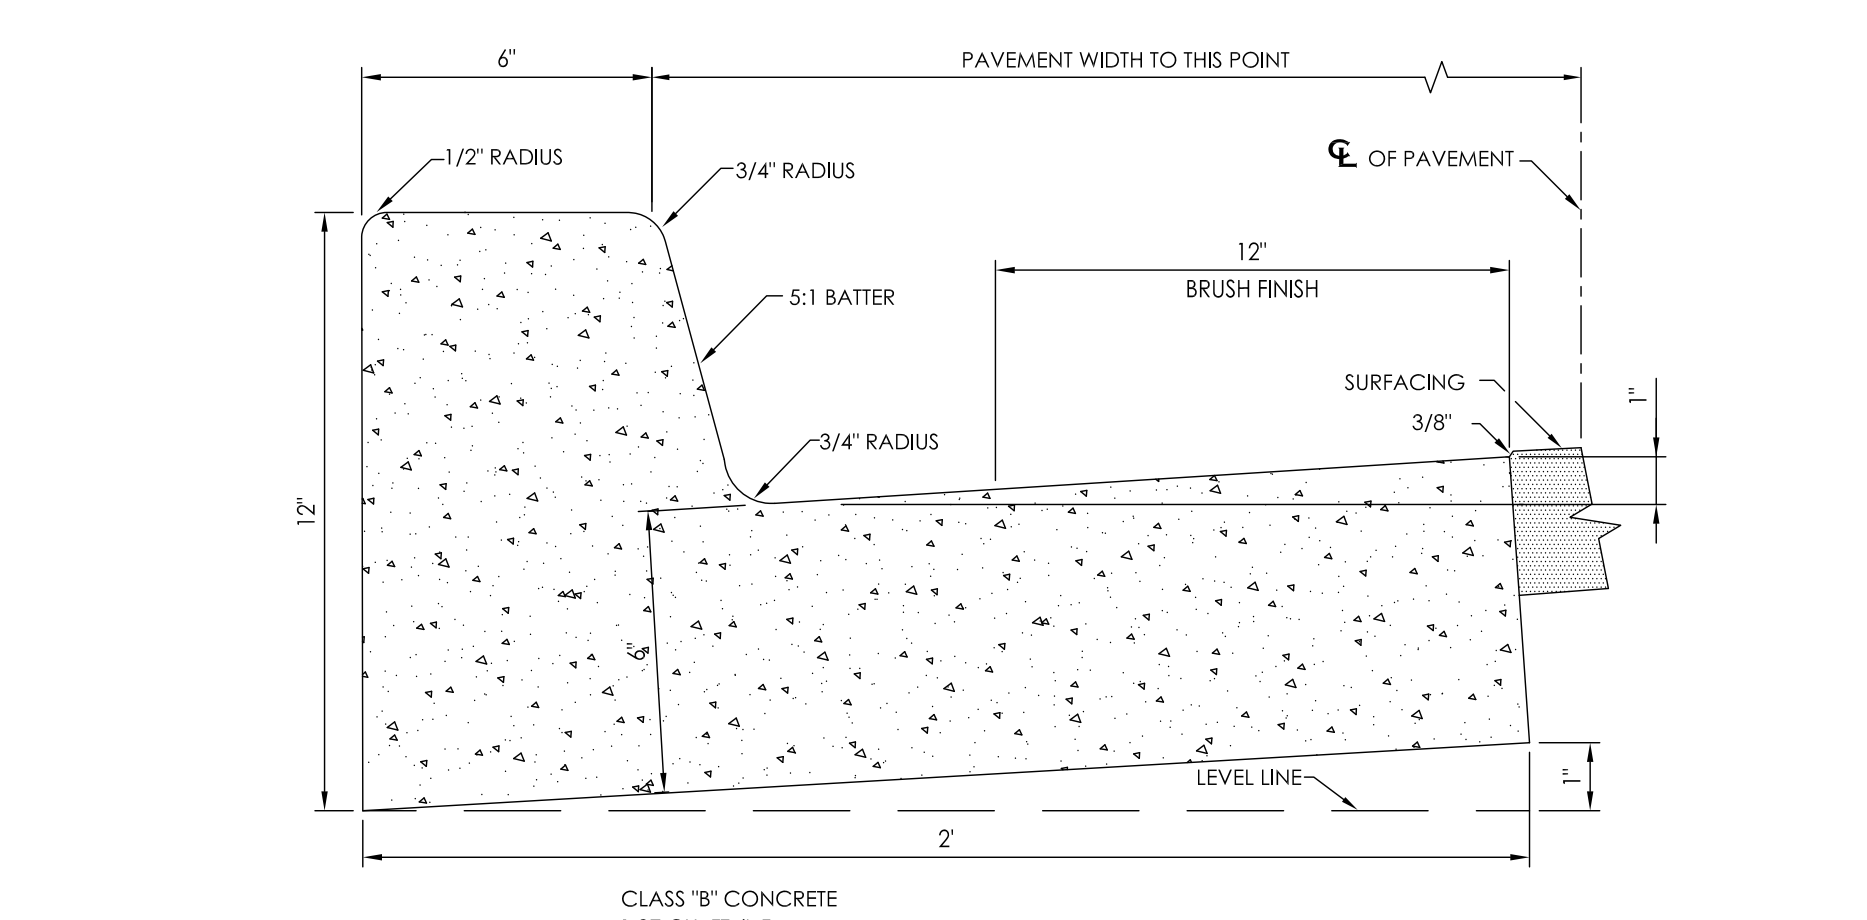 6"
PAVEMENT WIDTH TO THIS POINT
1/2" RADIUS
3/4" RADIUS
℄ OF PAVEMENT
12"
BRUSH FINISH
5:1 BATTER
SURFACING
1"
3/8"
3/4" RADIUS
12"
6"
LEVEL LINE
1"
2'
CLASS "B" CONCRETE